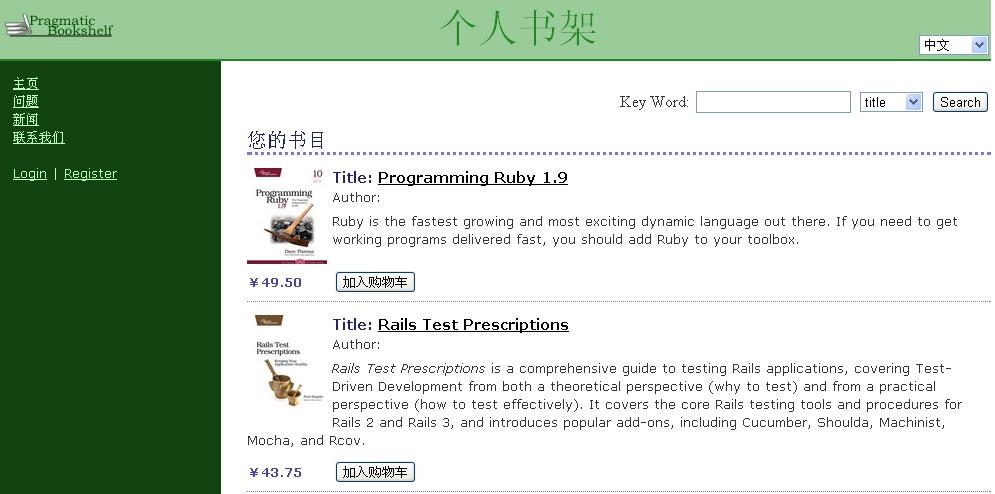 Pragmatic
Bookshelf
个人书架
中文
主页
问题
新闻
联系我们
Login | Register
Key Word: title Search
您的书目
10
Programming
Ruby
1.9
Dave Thomas
Title: Programming Ruby 1.9
Author:
Ruby is the fastest growing and most exciting dynamic language out there. If you need to get
working programs delivered fast, you should add Ruby to your toolbox.
¥49.50 加入购物车
Rails Test
Prescriptions
Keeping Your
Application Healthy
Title: Rails Test Prescriptions
Author:
Rails Test Prescriptions is a comprehensive guide to testing Rails applications, covering Test-
Driven Development from both a theoretical perspective (why to test) and from a practical
perspective (how to test effectively). It covers the core Rails testing tools and procedures for
Rails 2 and Rails 3, and introduces popular add-ons, including Cucumber, Shoulda, Machinist,
Mocha, and Rcov.
¥43.75 加入购物车